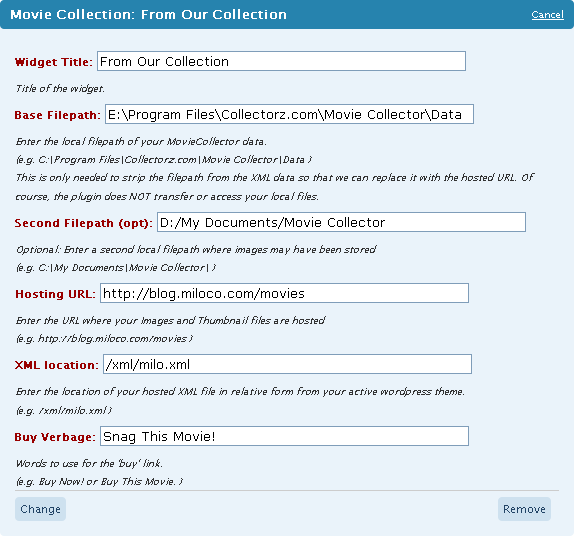 Movie Collection: From Our Collection Cancel
Widget Title: From Our Collection
Title of the widget.
Base Filepath: E:\Program Files\Collectorz.com\Movie Collector\Data
Enter the local filepath of your MovieCollector data.
(e.g. C:\Program Files\Collectorz.com\Movie Collector\Data )
This is only needed to strip the filepath from the XML data so that we can replace it with the hosted URL. Of
course, the plugin does NOT transfer or access your local files.
Second Filepath (opt): D:/My Documents/Movie Collector
Optional: Enter a second local filepath where images may have been stored
(e.g. C:\My Documents\Movie Collector\ )
Hosting URL: http://blog.miloco.com/movies
Enter the URL where your Images and Thumbnail files are hosted
(e.g. http://blog.miloco.com/movies )
XML location: /xml/milo.xml
Enter the location of your hosted XML file in relative form from your active wordpress theme.
(e.g. /xml/milo.xml )
Buy Verbage: Snag This Movie!
Words to use for the 'buy' link.
(e.g. Buy Now! or Buy This Movie. )
Change Remove